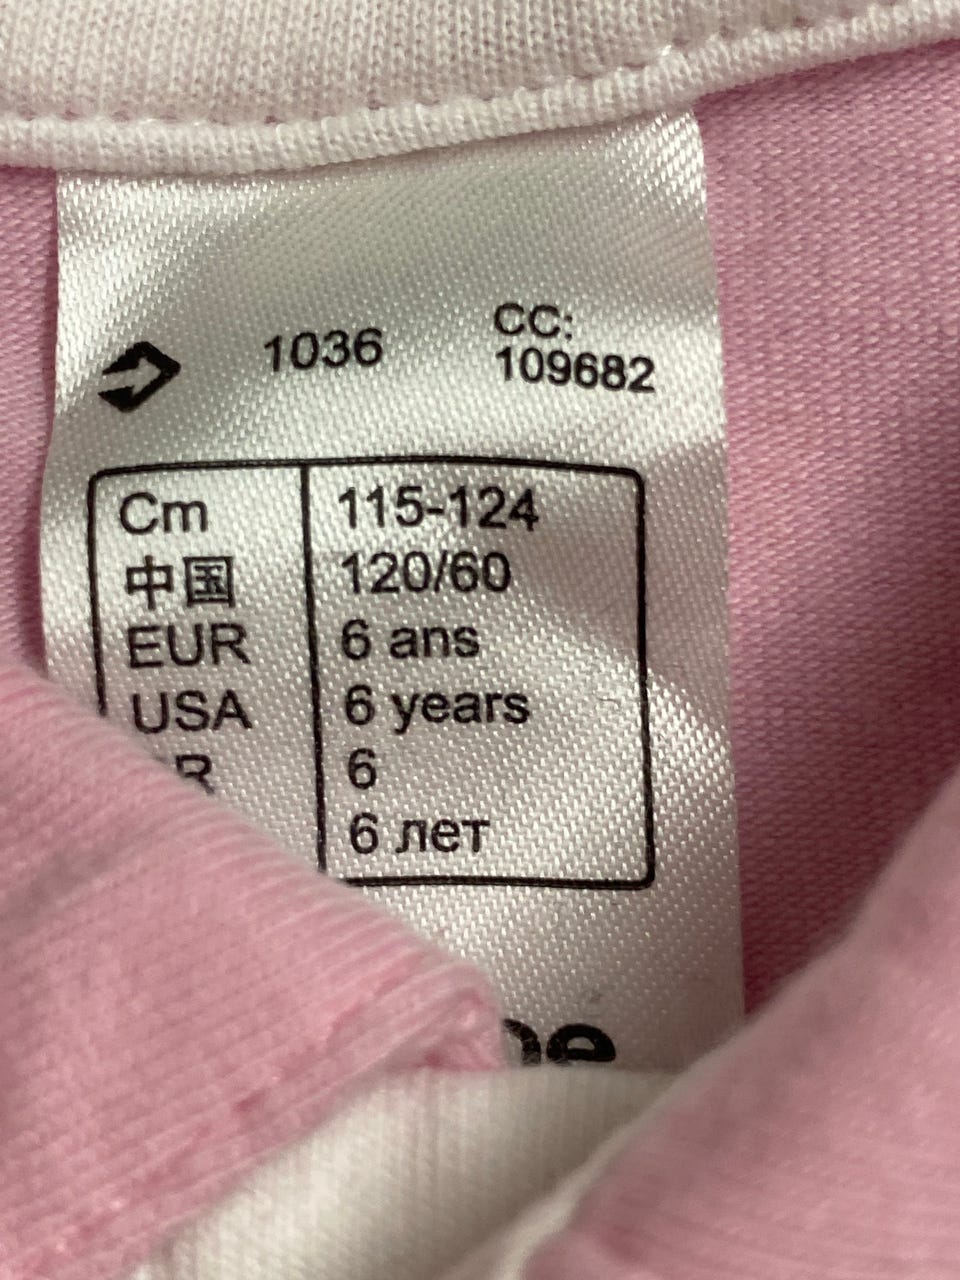 1036 CC:
109682
Cm 115-124
中国 120/60
EUR 6 ans
USA 6 years
6
6 лет